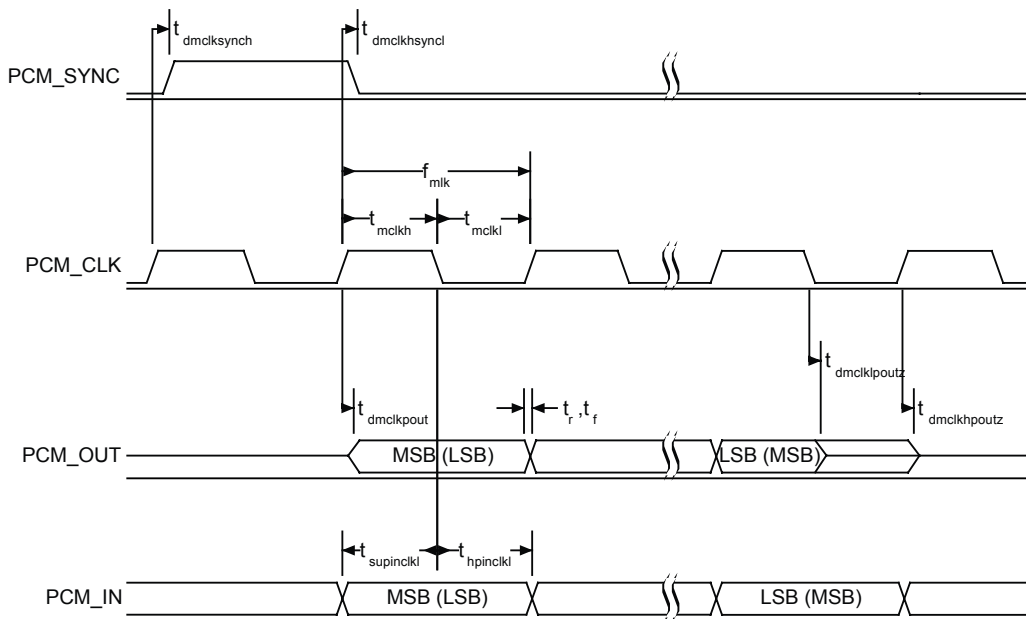 t dmclksynch
t dmclkhsyncl
PCM_SYNC
f mlk
t mclkh
t mclkl
PCM_CLK
t dmclklpoutz
t dmclkpout
t r ,t f
t dmclkhpoutz
PCM_OUT
MSB (LSB)
LSB (MSB)
t supinclkl
t hpinclkl
PCM_IN
MSB (LSB)
LSB (MSB)